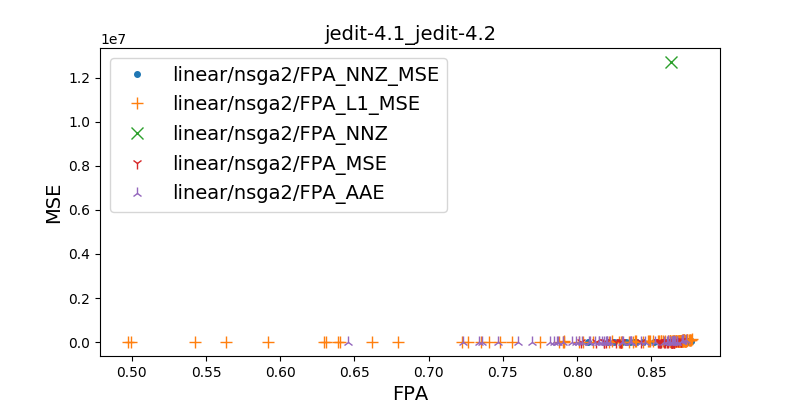 jedit-4.1_jedit-4.2
1e7
linear/nsga2/FPA_NNZ_MSE
linear/nsga2/FPA_L1_MSE
linear/nsga2/FPA_NNZ
linear/nsga2/FPA_MSE
linear/nsga2/FPA_AAE
MSE
1.2
1.0
0.8
0.6
0.4
0.2
0.0
0.50 0.55 0.60 0.65 0.70 0.75 0.80 0.85
FPA